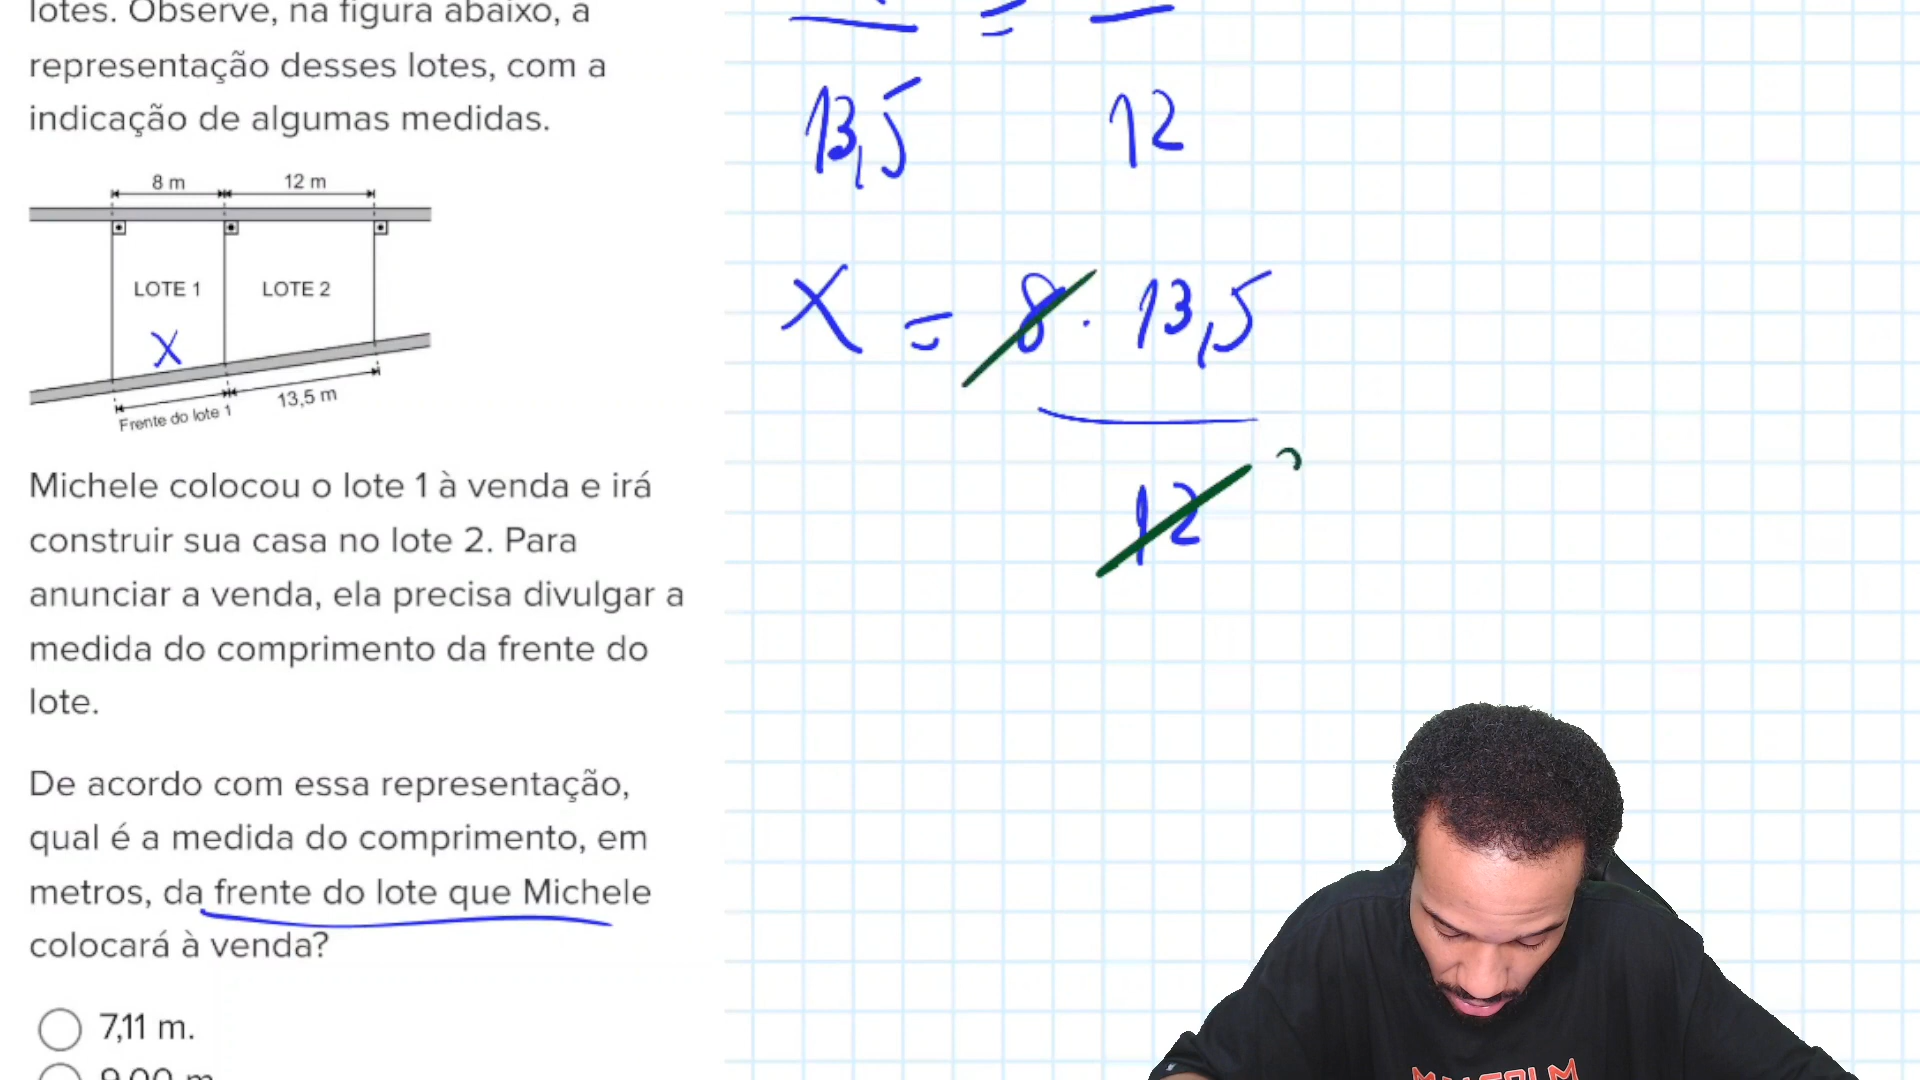 lotes. Observe, na figura abaixo, a
representação desses lotes, com a
indicação de algumas medidas.
8 m 12 m
LOTE 1 LOTE 2
X
13,5 m
Frente do lote 1
Michele colocou o lote 1 à venda e irá
construir sua casa no lote 2. Para
anunciar a venda, ela precisa divulgar a
medida do comprimento da frente do
lote.
De acordo com essa representação,
qual é a medida do comprimento, em
metros, da frente do lote que Michele
colocará à venda?
7,11 m.
9,00 m
=
13,5 12
X = 8 . 13,5
12
MALCOLM